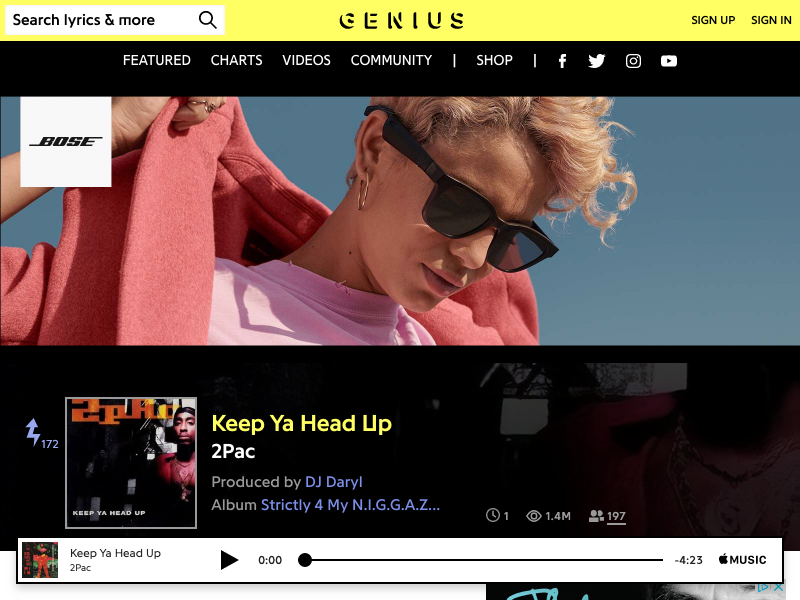 Search lyrics & more
GENIUS
SIGN UP SIGN IN
FEATURED CHARTS VIDEOS COMMUNITY | SHOP |
BOSE
2PAC
KEEP YA HEAD UP
172
Keep Ya Head Up
2Pac
Produced by DJ Daryl
Album Strictly 4 My N.I.G.G.A.Z...
1 1.4M 197
Keep Ya Head Up
2Pac
0:00
-4:23
MUSIC